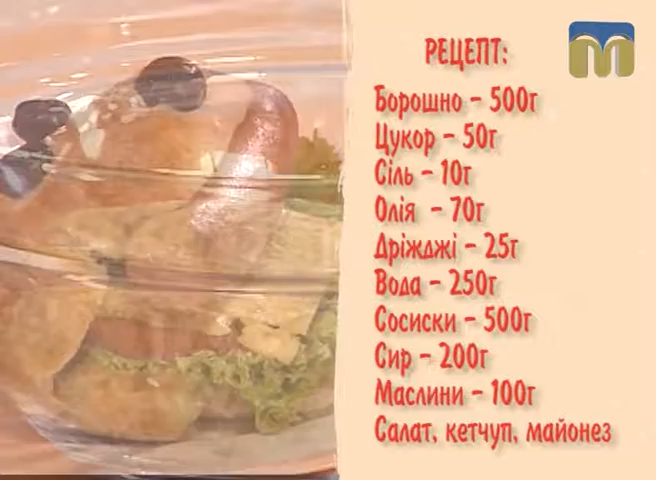 РЕЦЕПТ:
Борошно - 500г
Цукор - 50г
Сіль - 10г
Олія - 70г
Дріжджі - 25г
Вода - 250г
Сосиски - 500г
Сир - 200г
Маслини - 100г
Салат, кетчуп, майонез